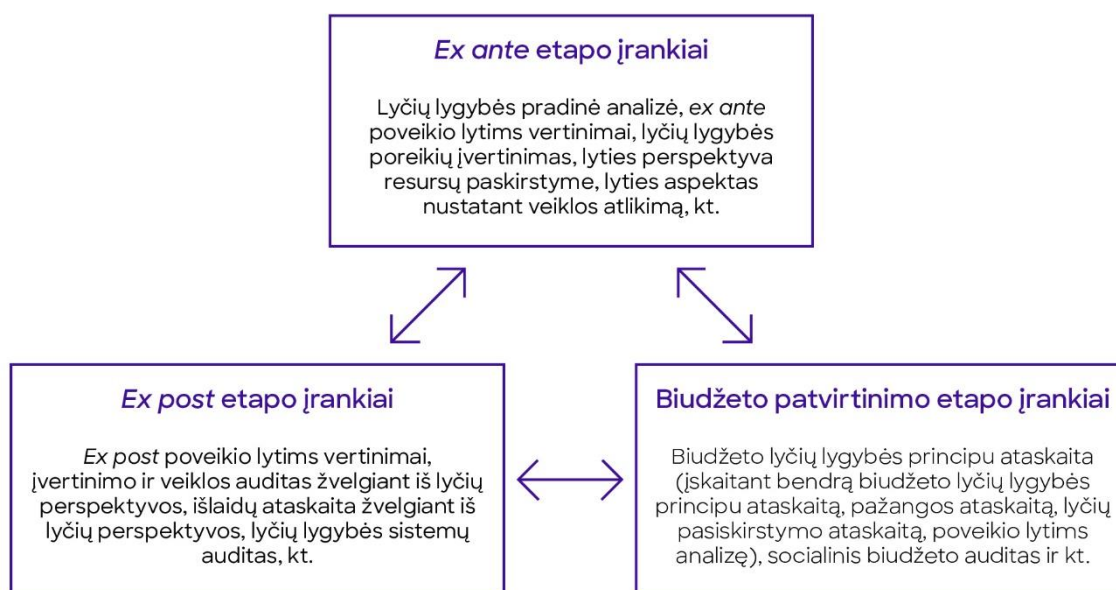 Ex ante etapo įrankiai
Lyčių lygybės pradinė analizė, ex ante
poveikio lytims vertinimai, lyčių lygybės
poreikių įvertinimas, lyties perspektyva
resursų paskirstyme, lyties aspektas
nustatant veiklos atlikimą, kt.
Ex post etapo įrankiai
Ex post poveikio lytims vertinimai,
įvertinimo ir veiklos auditas žvelgiant iš lyčių
perspektyvos, išlaidų ataskaita žvelgiant iš
lyčių perspektyvos, lyčių lygybės sistemų
auditas, kt.
Biudžeto patvirtinimo etapo įrankiai
Biudžeto lyčių lygybės principu ataskaita
(įskaitant bendrą biudžeto lyčių lygybės
principu ataskaitą, pažangos ataskaitą, lyčių
pasiskirstymo ataskaitą, poveikio lytims
analizę), socialinis biudžeto auditas ir kt.